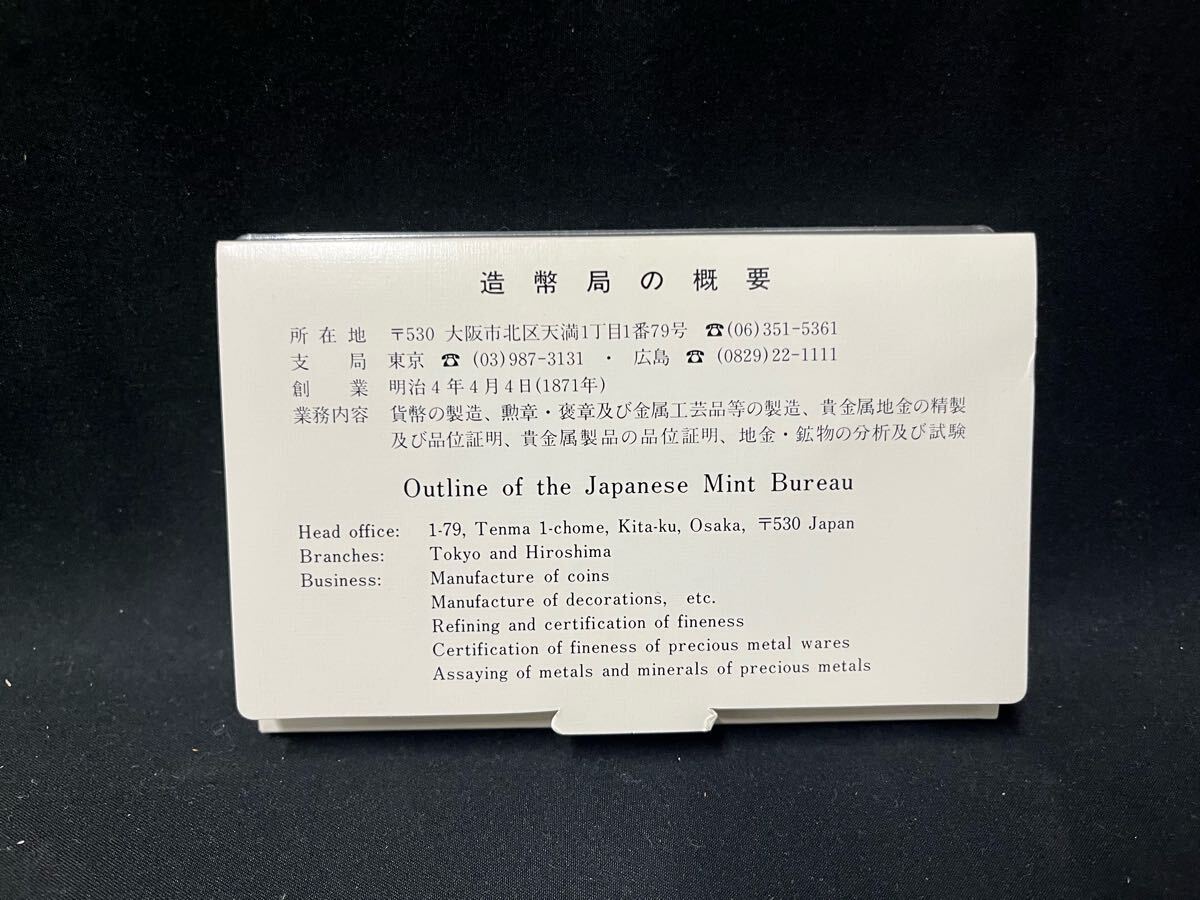 造幣局の概要
所在地 〒530 大阪市北区天満1丁目1番79号 ☎(06)351-5361
支局 東京 ☎ (03)987-3131 ・ 広島 ☎ (0829)22-1111
創業 明治4年4月4日(1871年)
業務内容 貨幣の製造、勲章・褒章及び金属工芸品等の製造、貴金属地金の精製
及び品位証明、貴金属製品の品位証明、地金・鉱物の分析及び試験
Outline of the Japanese Mint Bureau
Head office: 1-79, Tenma 1-chome, Kita-ku, Osaka, 〒530 Japan
Branches: Tokyo and Hiroshima
Business: Manufacture of coins
Manufacture of decorations, etc.
Refining and certification of fineness
Certification of fineness of precious metal wares
Assaying of metals and minerals of precious metals